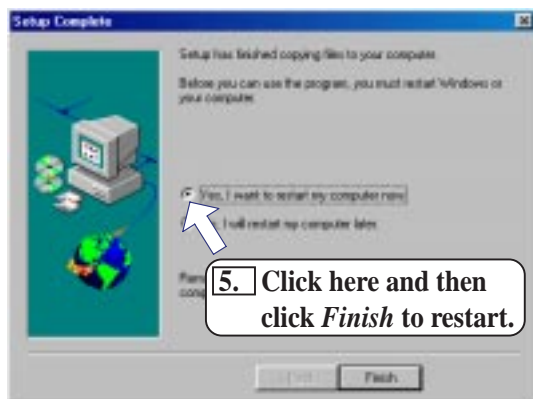 Setup Complete
Setup has finished copying files to your computer.
Before you can use the program, you must restart Windows or
your computer.
Yes, I want to restart my computer now.
I will restart my computer later.
5. Click here and then
click Finish to restart.
Finish